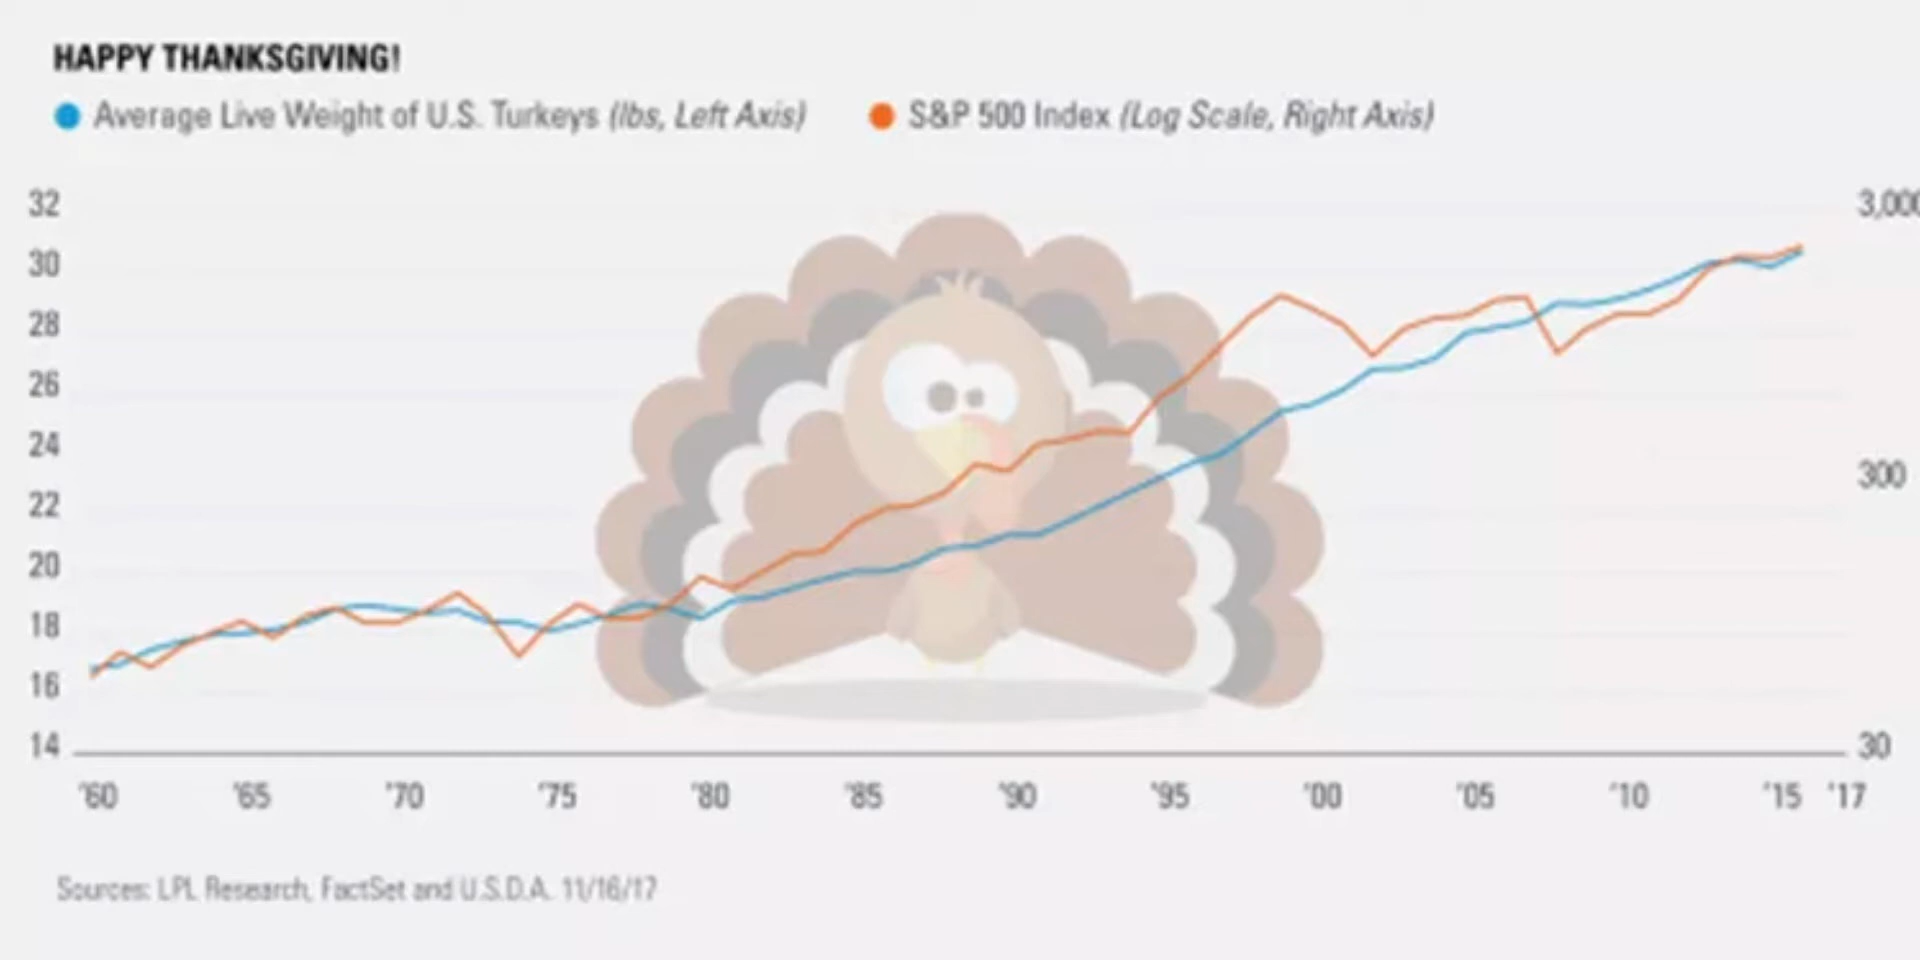 HAPPY THANKSGIVING!
Average Live Weight of U.S. Turkeys (lbs, Left Axis) S&P 500 Index (Log Scale, Right Axis)
32 3,000
30
28
26
24
300
22
20
18
16
14 30
'60 '65 '70 '75 '80 '85 '90 '95 '00 '05 '10 '15 '17
Sources: LPL Research, FactSet and U.S.D.A. 11/16/17